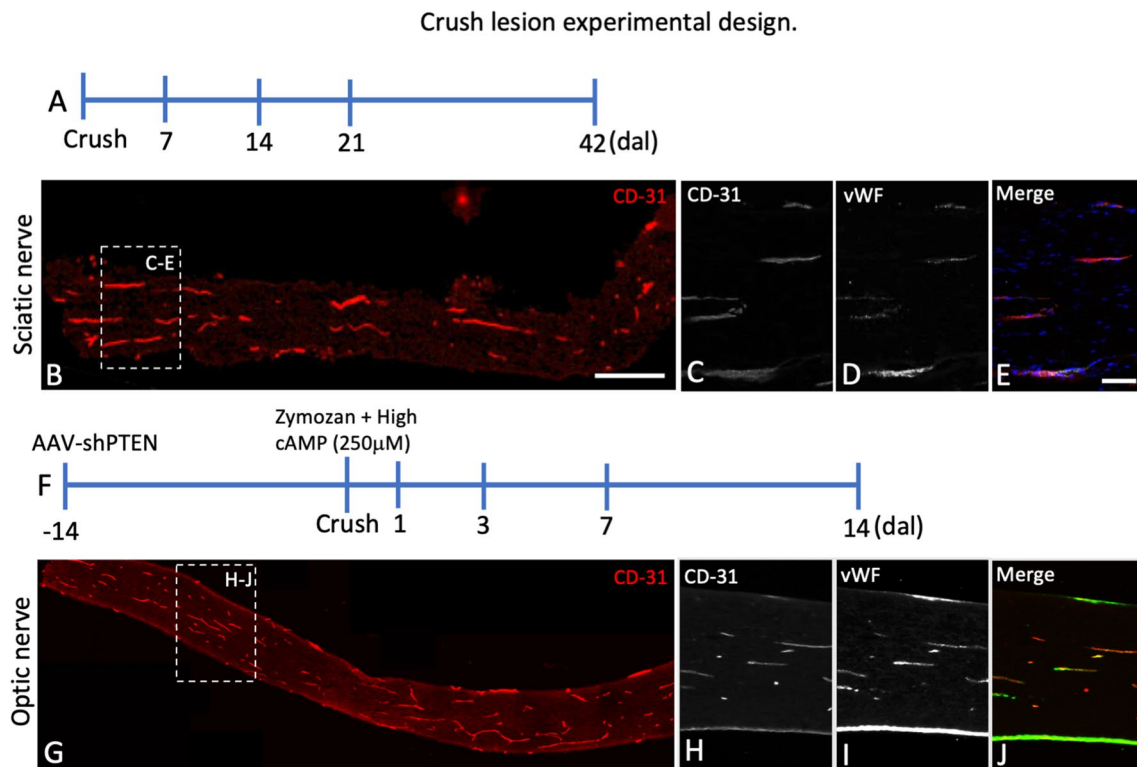 Crush lesion experimental design.
A
Crush 7 14 21 42 (dal)
Sciatic nerve
CD-31
C-E
B
CD-31
C
vWF
D
Merge
E
Zymozan + High
cAMP (250μM)
AAV-shPTEN
F
-14 Crush 1 3 7 14 (dal)
Optic nerve
CD-31
H-J
G
CD-31
H
vWF
I
Merge
J